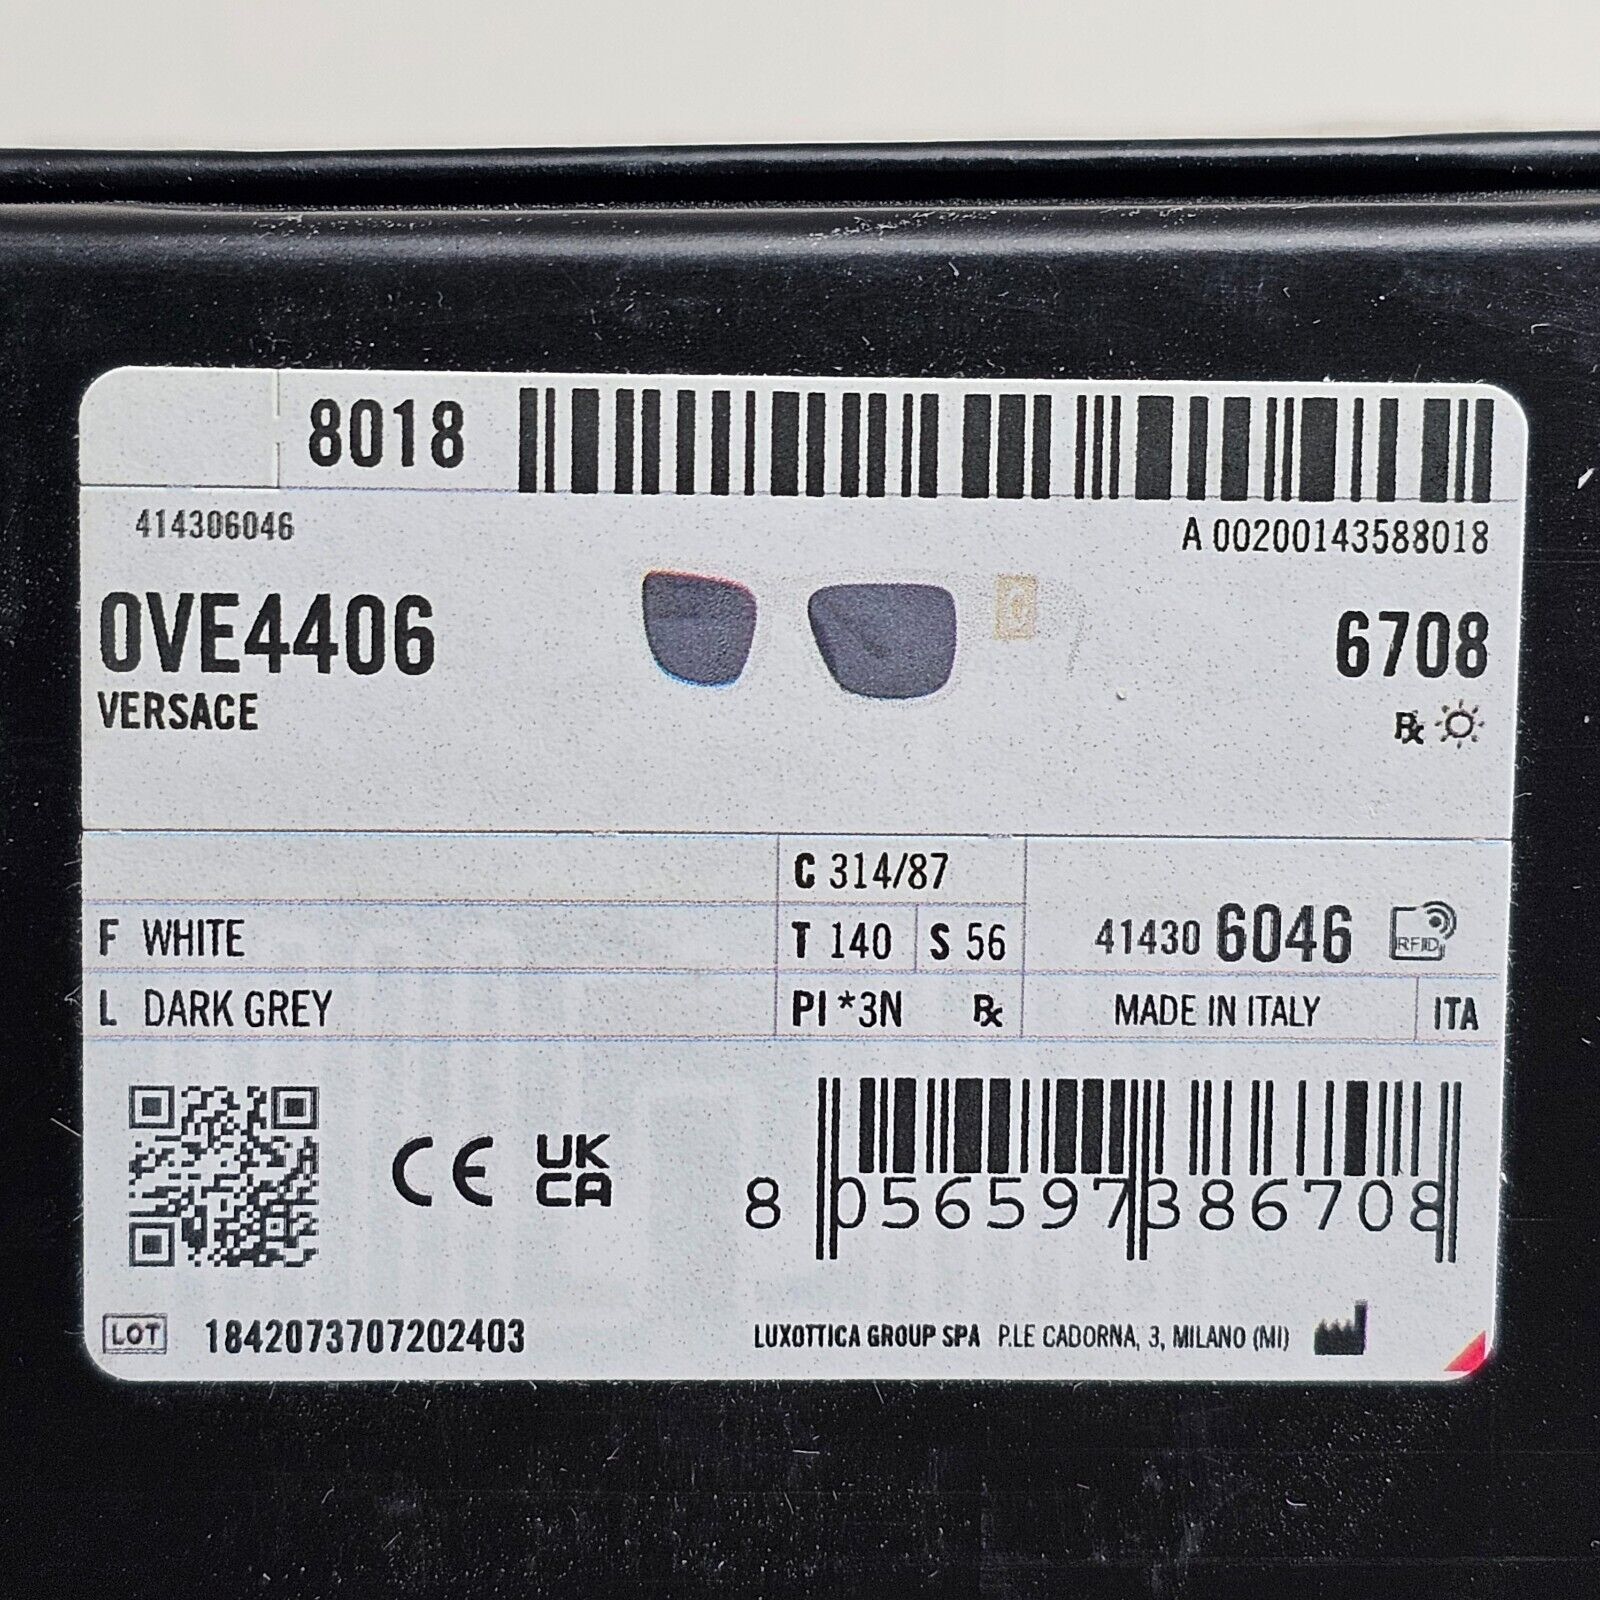 8018
414306046
A 00200143588018
0VE4406
6708
VERSACE
℞
C 314/87
F WHITE
T 140 S 56
41430 6046 RFID
L DARK GREY
PI *3N ℞
MADE IN ITALY ITA
CE UK CA
8 056597 386708
LOT 1842073707202403
LUXOTTICA GROUP SPA P.LE CADORNA, 3, MILANO (MI)